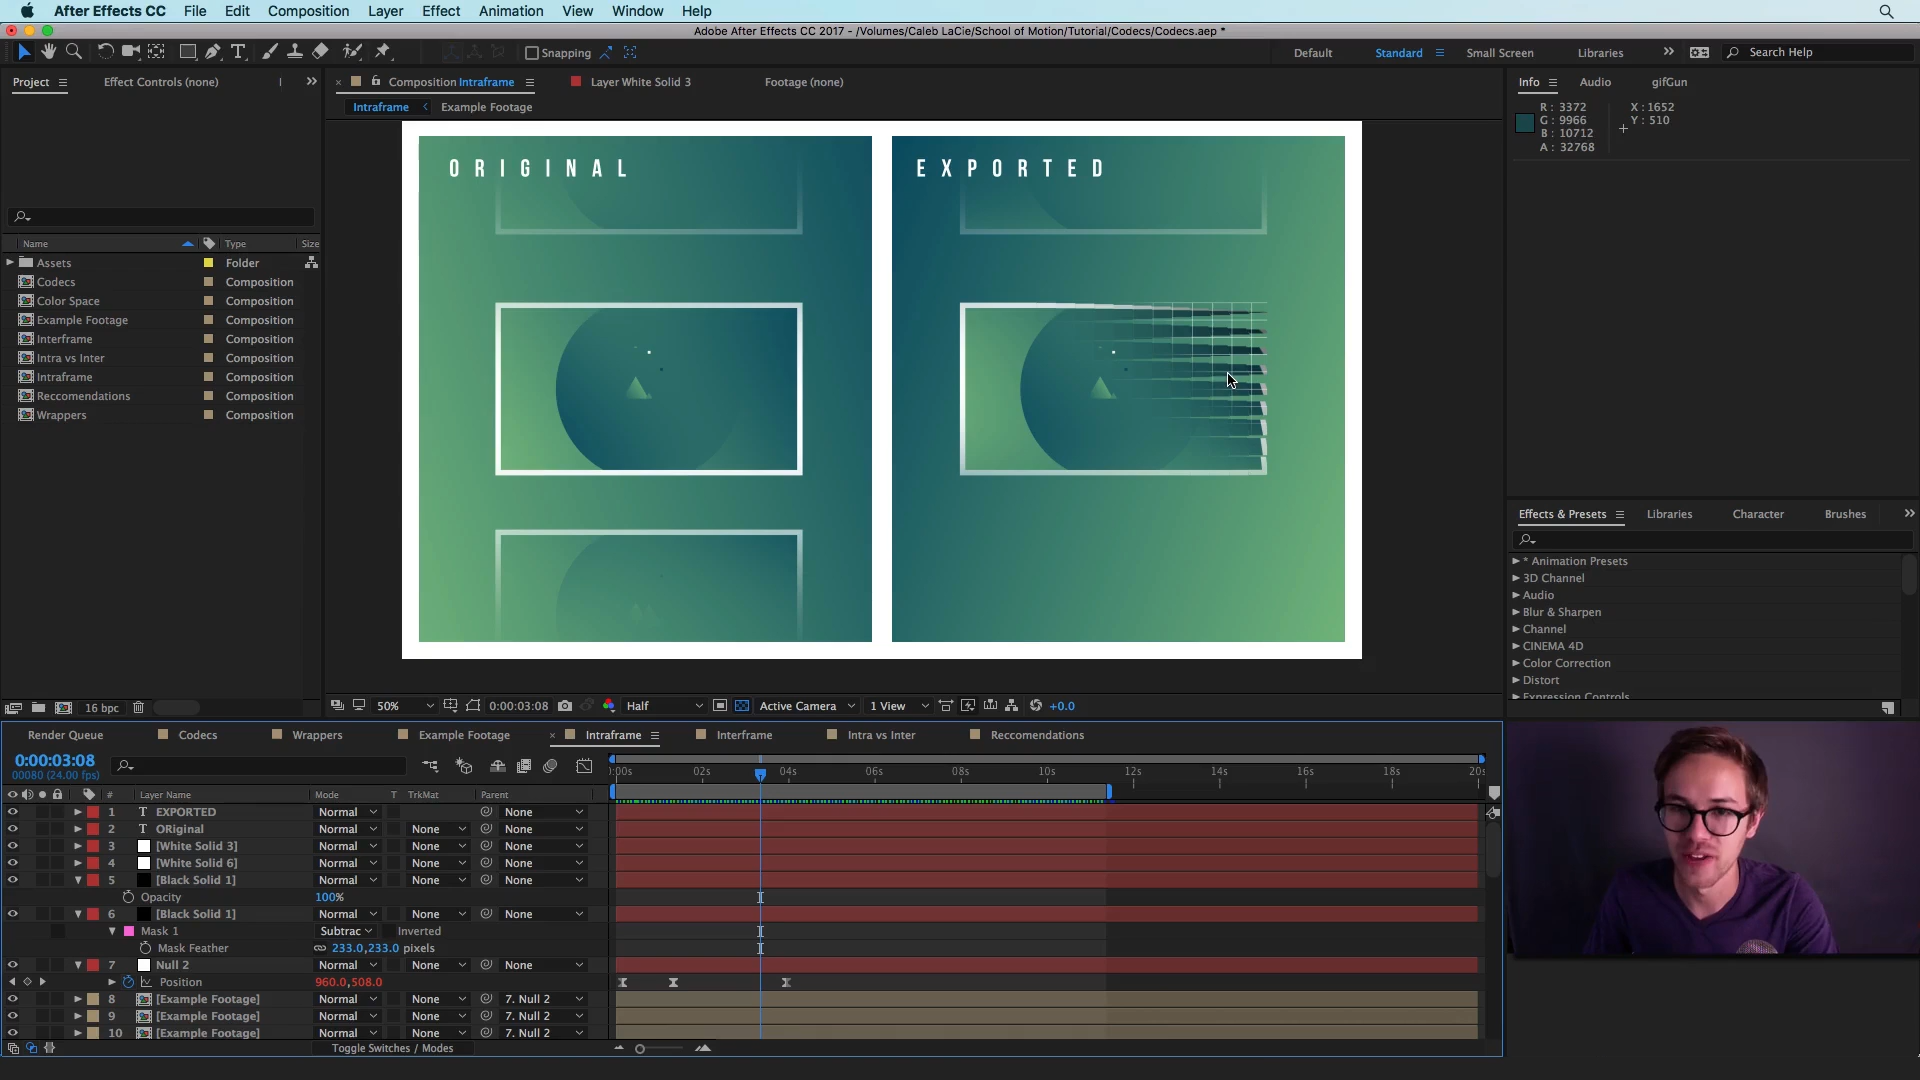 After Effects CC File Edit Composition Layer Effect Animation View Window Help
Adobe After Effects CC 2017 - /Volumes/Caleb LaCie/School of Motion/Tutorial/Codecs/Codecs.aep *
Snapping Default Standard Small Screen Libraries Search Help
Project Effect Controls (none) Composition Intraframe Layer White Solid 3 Footage (none) Info Audio gifGun
Intraframe Example Footage
R : 3372 X : 1652
G : 9966 Y : 510
B : 10712
A : 32768
ORIGINAL EXPORTED
Name Type Size
Assets Folder
Codecs Composition
Color Space Composition
Example Footage Composition
Interframe Composition
Intra vs Inter Composition
Intraframe Composition
Reccomendations Composition
Wrappers Composition
Effects & Presets Libraries Character Brushes
* Animation Presets
3D Channel
Audio
Blur & Sharpen
Channel
CINEMA 4D
Color Correction
Distort
Expression Controls
16 bpc 50% 0:00:03:08 Half Active Camera 1 View +0.0
Render Queue Codecs Wrappers Example Footage Intraframe Interframe Intra vs Inter Reccomendations
0:00:03:08
00080 (24.00 fps)
):00s 02s 04s 06s 08s 10s 12s 14s 16s 18s 20s
# Layer Name Mode T TrkMat Parent
1 T EXPORTED Normal None
2 T ORiginal Normal None None
3 [White Solid 3] Normal None None
4 [White Solid 6] Normal None None
5 [Black Solid 1] Normal None None
Opacity 100%
6 [Black Solid 1] Normal None None
Mask 1 Subtrac Inverted
Mask Feather 233.0,233.0 pixels
7 Null 2 Normal None None
Position 960.0,508.0
8 [Example Footage] Normal None 7. Null 2
9 [Example Footage] Normal None 7. Null 2
10 [Example Footage] Normal None 7. Null 2
Toggle Switches / Modes